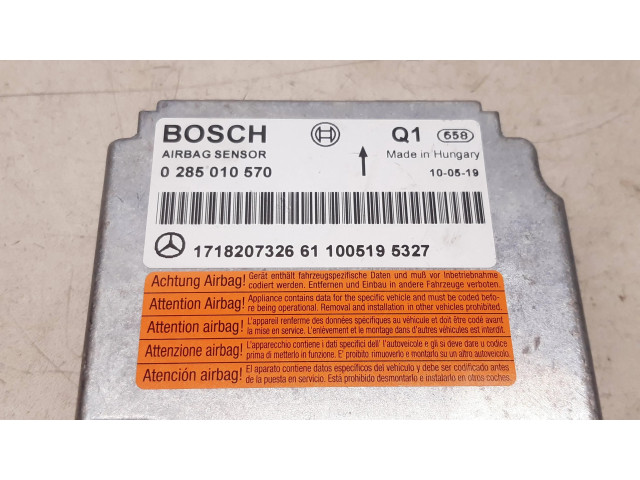 BOSCH Q1 658
AIRBAG SENSOR Made in Hungary
0 285 010 570 10-05-19
1718207326 61 100519 5327
Achtung Airbag! Gerät enthält fahrzeugspezifische Daten und muß vor Inbetriebnahme
codiert werden. Entfernen und Einbau in andere Fahrzeuge verboten.
Attention Airbag! Appliance contains data for the specific vehicle and must be coded befo-
re being operational. Removal and installation in other vehicles prohibited.
Attention airbag! L'appareil renferme des données spécifiques au véhicule et doit être codé avant
la mise en service. L'enlèvement et le montage dans d'autres véhicules est interdit.
Attenzione airbag! L'apparecchio contiene i dati specifici dell' l'autoveicolo e gli si deve dare u codice
prima di metterlo in funzione. E' proibito rimuoverlo e montarlo su un altro autoveicolo.
Atención airbag! El aparato contiene datos específicos del vehículo y debe ser codificado antes
de la puesta en servicio. Está prohibido desmontarlo e instalarlo en otros coches.